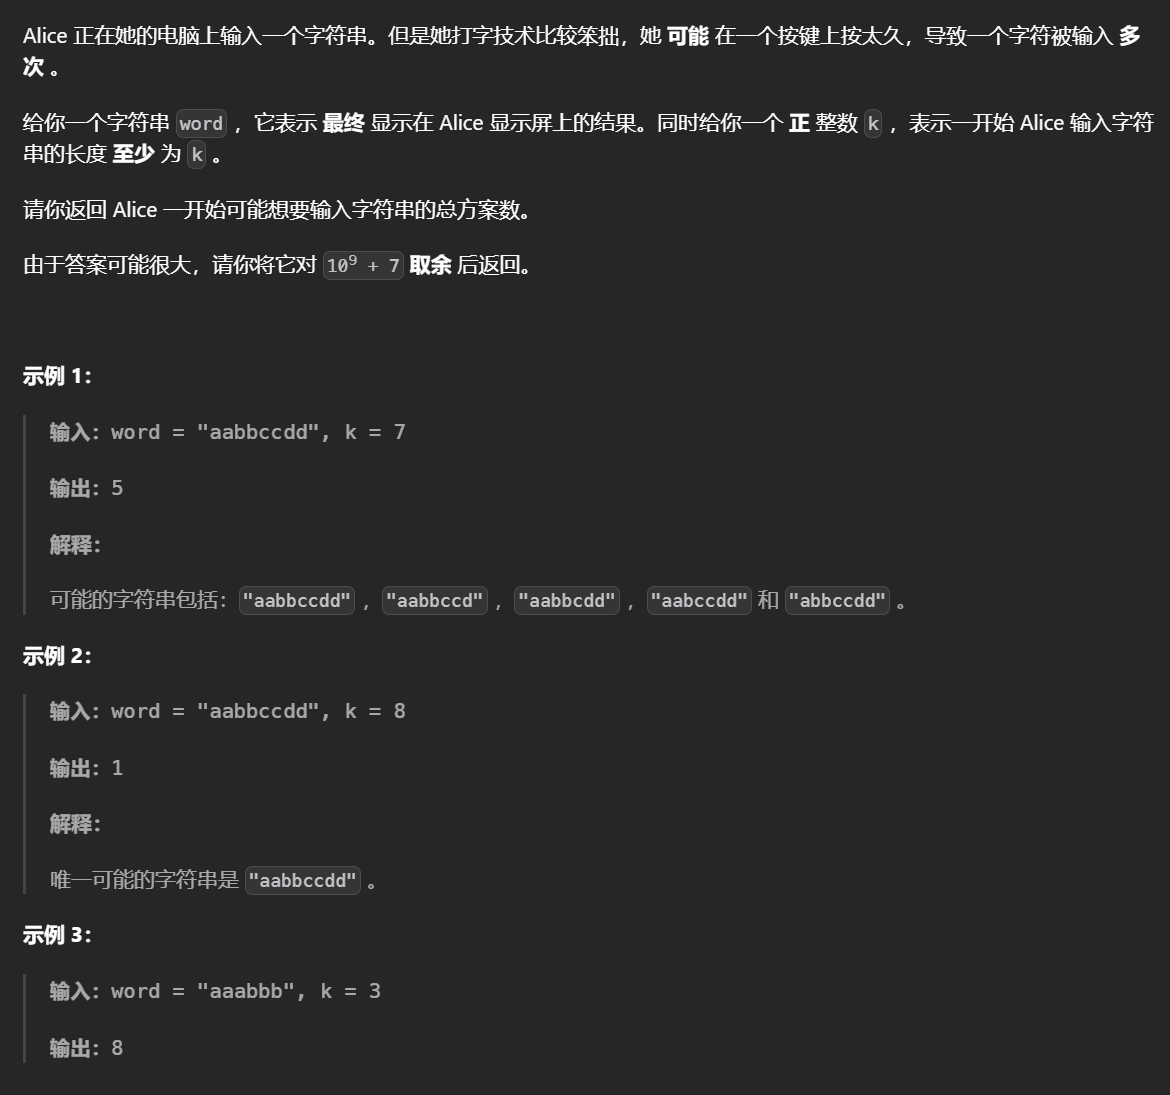 Alice 正在她的电脑上输入一个字符串。但是她打字技术比较笨拙，她 可能 在一个按键上按太久，导致一个字符被输入 多
次 。
给你一个字符串 word ，它表示 最终 显示在 Alice 显示屏上的结果。同时给你一个 正 整数 k ，表示一开始 Alice 输入字符
串的长度 至少 为 k 。
请你返回 Alice 一开始可能想要输入字符串的总方案数。
由于答案可能很大，请你将它对 10⁹ + 7 取余 后返回。
示例 1：
输入：word = "aabbccdd", k = 7
输出：5
解释：
可能的字符串包括："aabbccdd" ，"aabbccd" ，"aabbcdd" ，"aabccdd" 和 "abbccdd" 。
示例 2：
输入：word = "aabbccdd", k = 8
输出：1
解释：
唯一可能的字符串是 "aabbccdd" 。
示例 3：
输入：word = "aaabbb", k = 3
输出：8